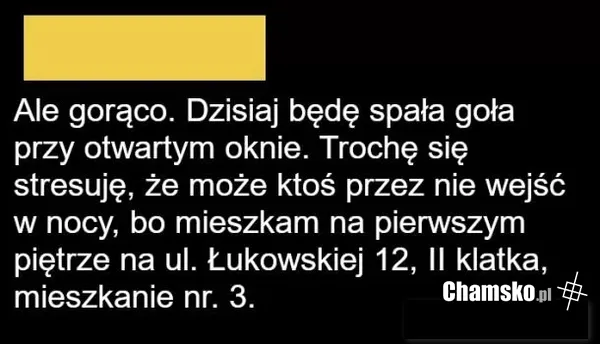 Ale gorąco. Dzisiaj będę spała goła
przy otwartym oknie. Trochę się
stresuję, że może ktoś przez nie wejść
w nocy, bo mieszkam na pierwszym
piętrze na ul. Łukowskiej 12, II klatka,
mieszkanie nr. 3.
Chamsko.pl